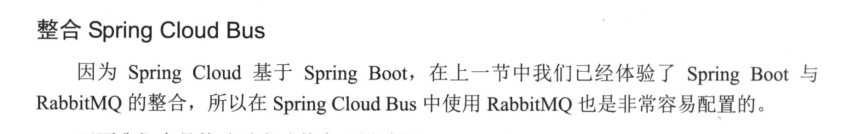 整合 Spring Cloud Bus
因为 Spring Cloud 基于 Spring Boot，在上一节中我们已经体验了 Spring Boot 与
RabbitMQ 的整合，所以在 Spring Cloud Bus 中使用 RabbitMQ 也是非常容易配置的。